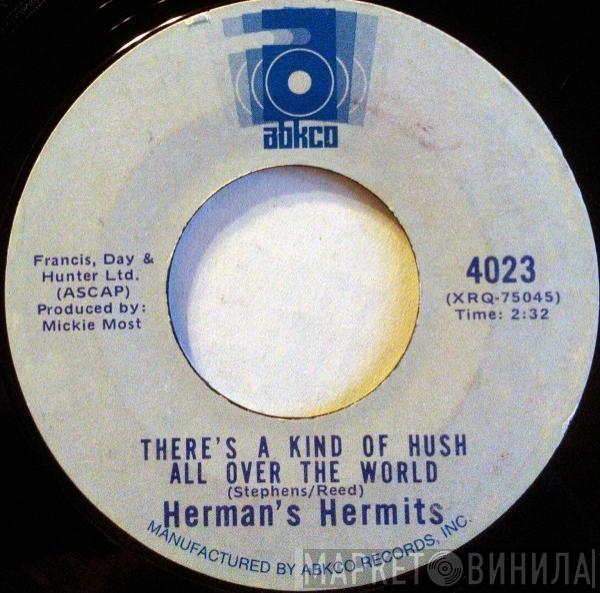 abkco
Francis, Day &
Hunter Ltd.
(ASCAP)
Produced by:
Mickie Most
4023
(XRQ-75045)
Time: 2:32
THERE'S A KIND OF HUSH
ALL OVER THE WORLD
(Stephens/Reed)
Herman's Hermits
MANUFACTURED BY ABKCO RECORDS, INC.
МАРКЕТ ВИНИЛА